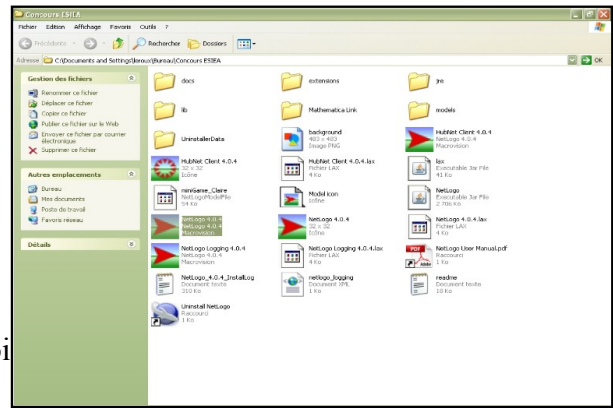 Concours ESIEA
Fichier Edition Affichage Favoris Outils ?
Précédente Rechercher Dossiers
Adresse C:\Documents and Settings\leroux\Bureau\Concours ESIEA OK
Gestion des fichiers
Renommer ce fichier
Déplacer ce fichier
Copier ce fichier
Publier ce fichier sur le Web
Envoyer ce fichier par courrier
électronique
Supprimer ce fichier
Autres emplacements
Bureau
Mes documents
Poste de travail
Favoris réseau
Détails
docs
extensions
jre
lib
Mathematica Link
models
UninstallerData
background
483 x 483
Image PNG
HubNet Client 4.0.4
NetLogo 4.0.4
Macrovision
HubNet Client 4.0.4
32 x 32
Icône
HubNet Client 4.0.4.lax
Fichier LAX
4 Ko
lax
Executable Jar File
41 Ko
miniGame_Claire
NetLogoModelFile
54 Ko
Model icon
Icône
NetLogo
Executable Jar File
2 706 Ko
NetLogo 4.0.4
NetLogo 4.0.4
Macrovision
NetLogo 4.0.4
32 x 32
Icône
NetLogo 4.0.4.lax
Fichier LAX
4 Ko
NetLogo Logging 4.0.4
NetLogo 4.0.4
Macrovision
NetLogo Logging 4.0.4.lax
Fichier LAX
4 Ko
PDF
Adobe
NetLogo User Manual.pdf
Raccourci
1 Ko
NetLogo_4.0.4_InstallLog
Document texte
310 Ko
netlogo_logging
Document XML
1 Ko
readme
Document texte
18 Ko
Uninstall NetLogo
Raccourci
1 Ko